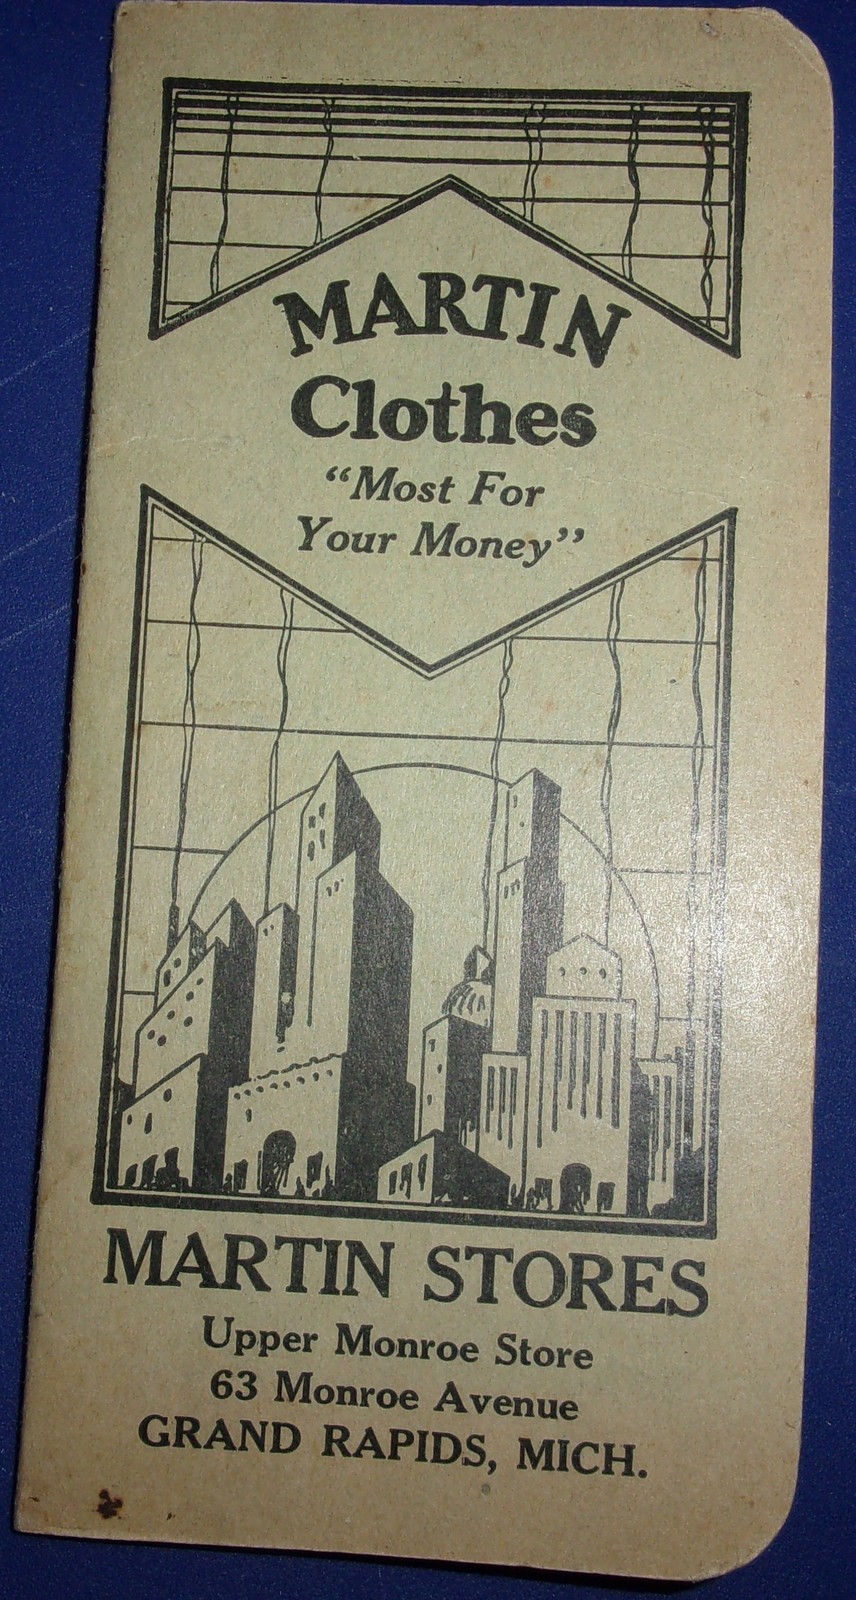 MARTIN
Clothes
“Most For
Your Money”
MARTIN STORES
Upper Monroe Store
63 Monroe Avenue
GRAND RAPIDS, MICH.